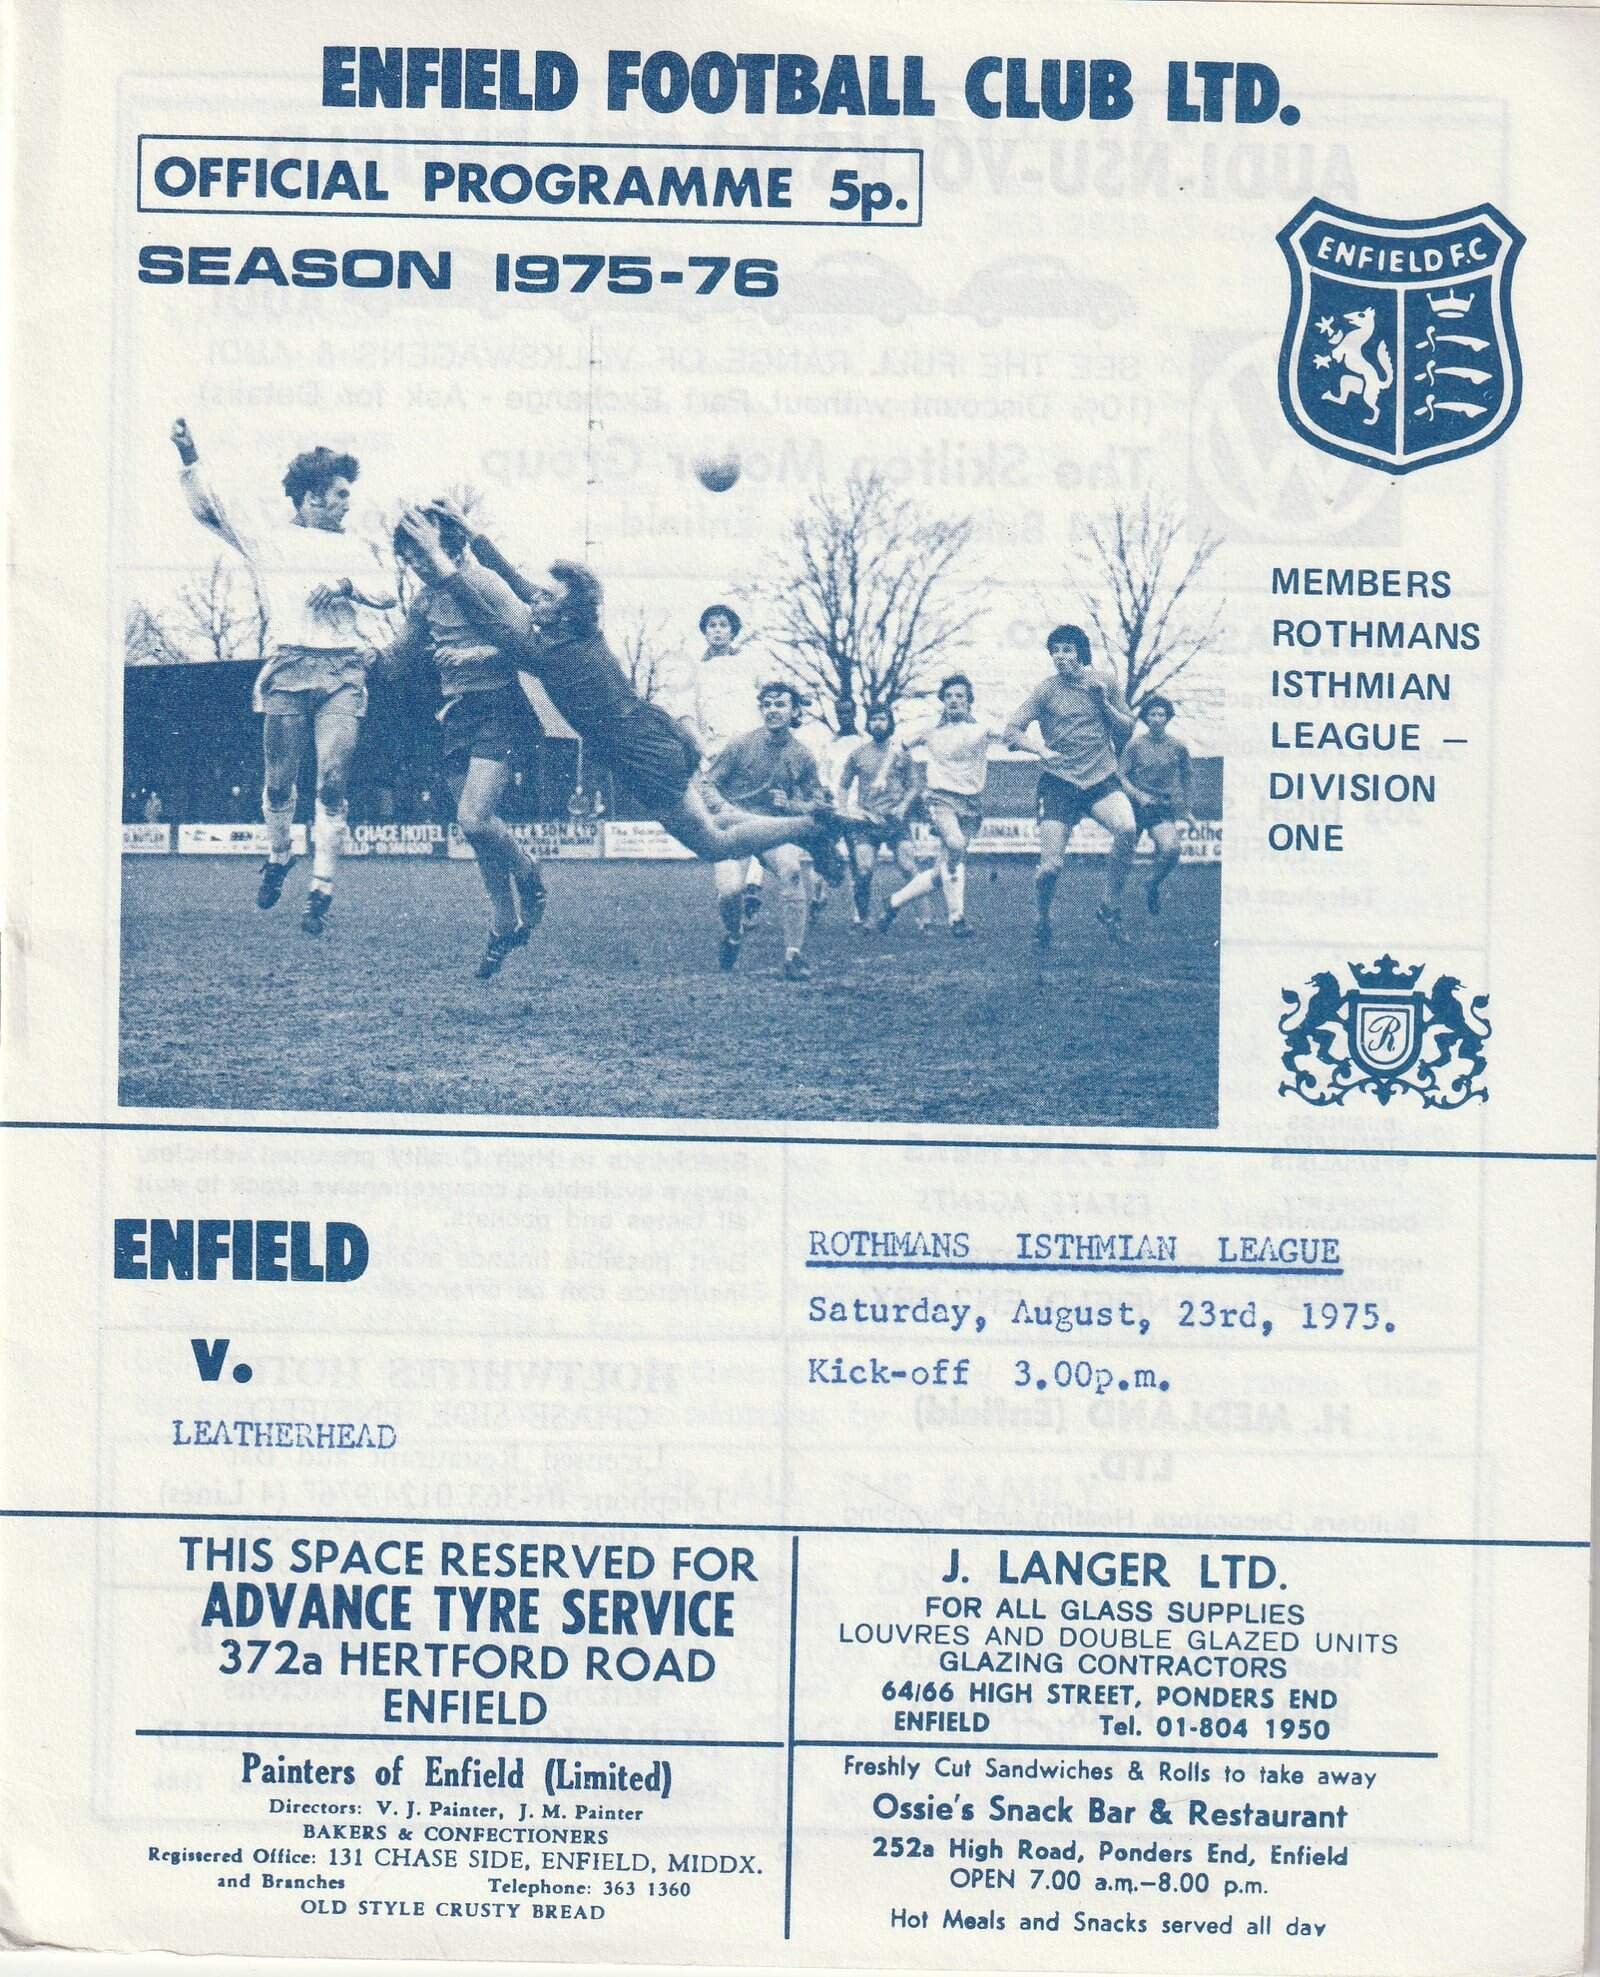 ENFIELD FOOTBALL CLUB LTD.
OFFICIAL PROGRAMME 5p.
SEASON 1975-76
ENFIELD F.C
MEMBERS
ROTHMANS
ISTHMIAN
LEAGUE –
DIVISION
ONE
CHACE HOTEL
R
ENFIELD
v.
LEATHERHEAD
ROTHMANS ISTHMIAN LEAGUE
Saturday, August, 23rd, 1975.
Kick-off 3.00p.m.
THIS SPACE RESERVED FOR
ADVANCE TYRE SERVICE
372a HERTFORD ROAD
ENFIELD
Painters of Enfield (Limited)
Directors: V. J. Painter, J. M. Painter
BAKERS & CONFECTIONERS
Registered Office: 131 CHASE SIDE, ENFIELD, MIDDX.
and Branches Telephone: 363 1360
OLD STYLE CRUSTY BREAD
J. LANGER LTD.
FOR ALL GLASS SUPPLIES
LOUVRES AND DOUBLE GLAZED UNITS
GLAZING CONTRACTORS
64/66 HIGH STREET, PONDERS END
ENFIELD Tel. 01-804 1950
Freshly Cut Sandwiches & Rolls to take away
Ossie's Snack Bar & Restaurant
252a High Road, Ponders End, Enfield
OPEN 7.00 a.m.–8.00 p.m.
Hot Meals and Snacks served all day